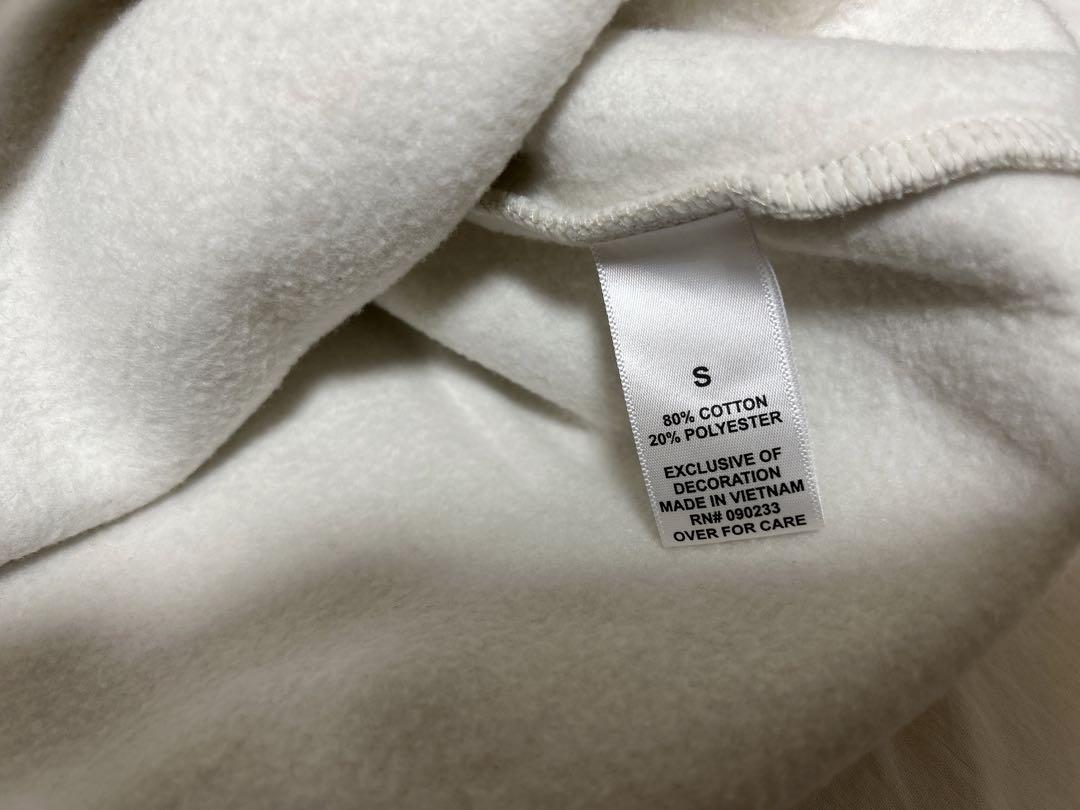 S
80% COTTON
20% POLYESTER
EXCLUSIVE OF
DECORATION
MADE IN VIETNAM
RN# 090233
OVER FOR CARE